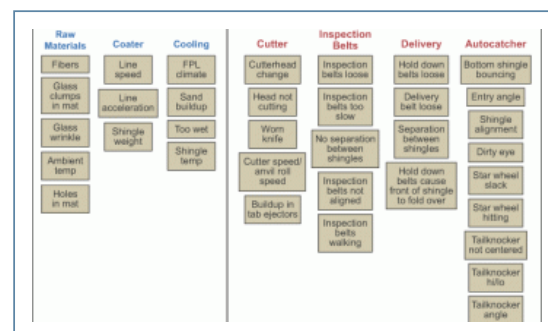 Raw
Materials
Coater
Cooling
Cutter
Inspection
Belts
Delivery
Autocatcher
Fibers
Glass
clumps
in mat
Glass
wrinkle
Ambient
temp
Holes
in mat
Line
speed
Line
acceleration
Shingle
weight
FPL
climate
Sand
buildup
Too wet
Shingle
temp
Cutterhead
change
Head not
cutting
Worn
knife
Cutter speed/
anvil roll
speed
Buildup in
tab ejectors
Inspection
belts loose
Inspection
belts too
slow
No separation
between
shingles
Inspection
belts not
aligned
Inspection
belts
walking
Hold down
belts loose
Delivery
belt loose
Separation
between
shingles
Hold down
belts cause
front of shingle
to fold over
Bottom shingle
bouncing
Entry angle
Shingle
alignment
Dirty eye
Star wheel
slack
Star wheel
hitting
Tailknocker
not centered
Tailknocker
hi/lo
Tailknocker
angle